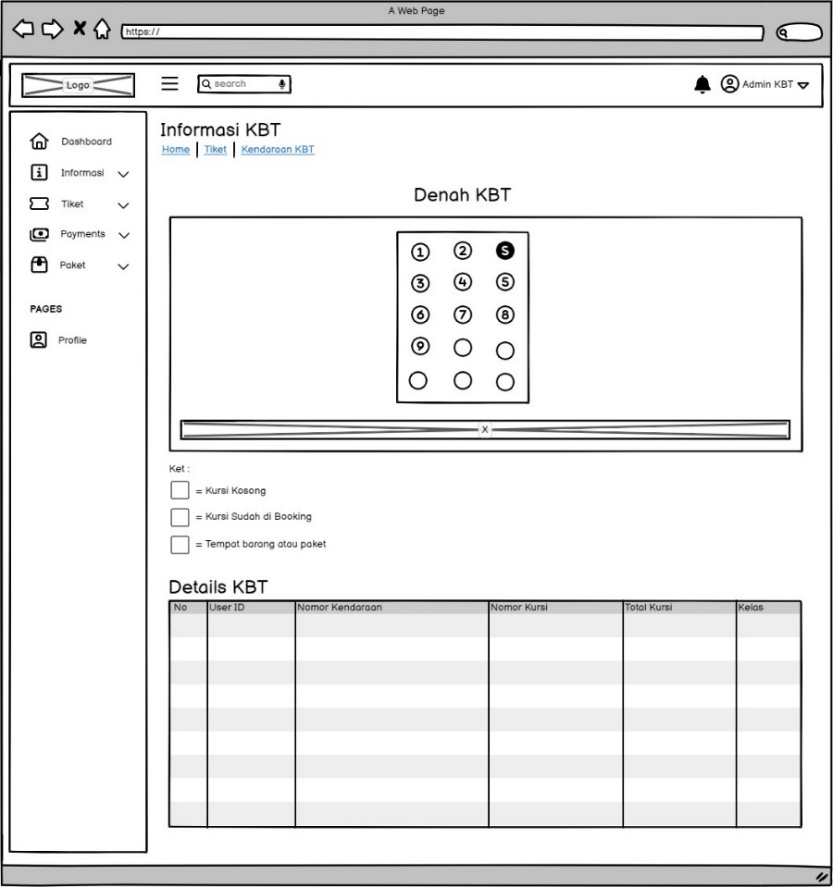 A Web Page
https://
Logo
search
Admin KBT
Dashboard
Informasi
Tiket
Payments
Paket
PAGES
Profile
Informasi KBT
Home | Tiket | Kendaraan KBT
Denah KBT
1 2 S
3 4 5
6 7 8
9
X
Ket :
= Kursi Kosong
= Kursi Sudah di Booking
= Tempat barang atau paket
Details KBT
No User ID Nomor Kendaraan Nomor Kursi Total Kursi Kelas